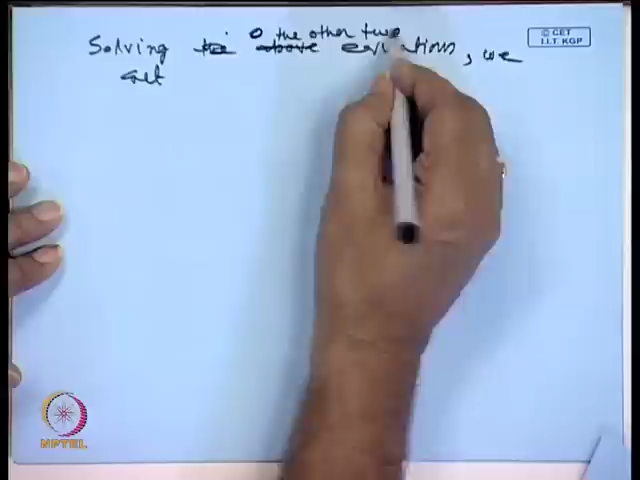 Solving the other two equations, we
get
© CET
I.I.T. KGP
NPTEL